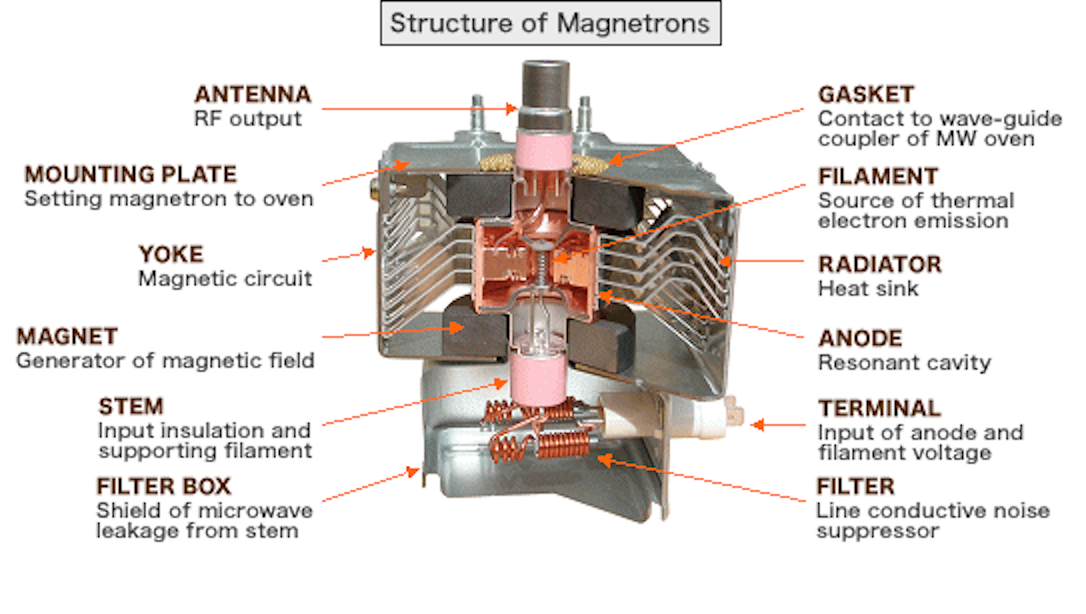 Structure of Magnetrons
ANTENNA
RF output
MOUNTING PLATE
Setting magnetron to oven
YOKE
Magnetic circuit
MAGNET
Generator of magnetic field
STEM
Input insulation and
supporting filament
FILTER BOX
Shield of microwave
leakage from stem
GASKET
Contact to wave-guide
coupler of MW oven
FILAMENT
Source of thermal
electron emission
RADIATOR
Heat sink
ANODE
Resonant cavity
TERMINAL
Input of anode and
filament voltage
FILTER
Line conductive noise
suppressor